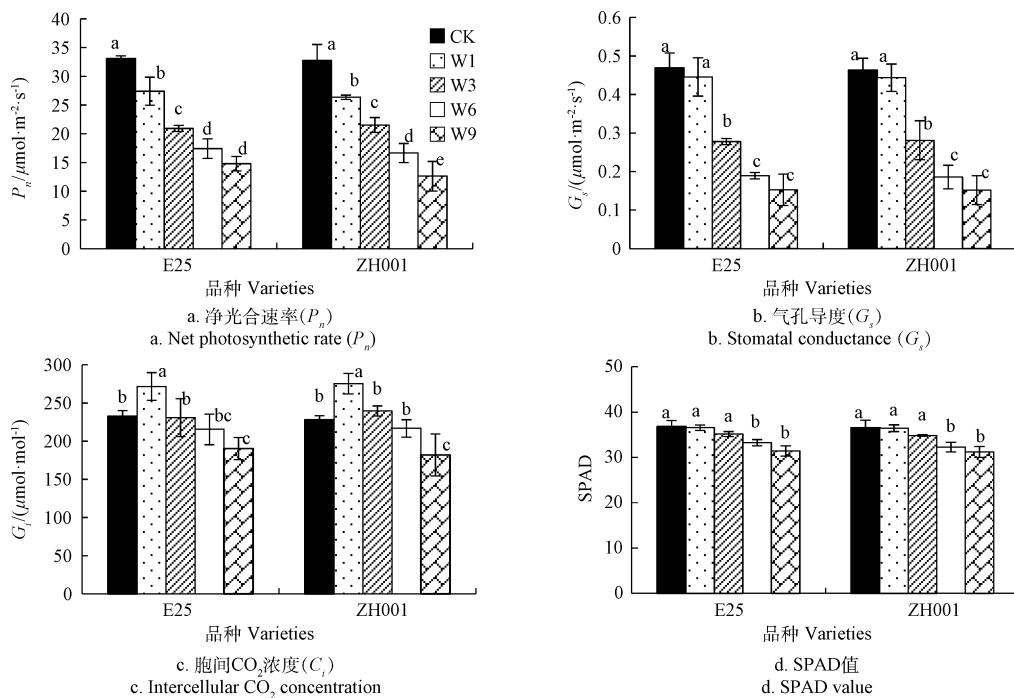 40
35
30
25
20
15
10
5
0
Pn/μmol·m-2·s-1
a
b
c
d
d
a
b
c
d
e
CK
W1
W3
W6
W9
E25
ZH001
品种 Varieties
a. 净光合速率(Pn)
a. Net photosynthetic rate (Pn)
0.6
0.5
0.4
0.3
0.2
0.1
0
Gs/(μmol·m-2·s-1)
a
a
b
c
c
a
a
b
c
c
E25
ZH001
品种 Varieties
b. 气孔导度(Gs)
b. Stomatal conductance (Gs)
300
250
200
150
100
50
0
Gi/(μmol·mol-1)
b
a
b
bc
c
b
a
b
b
c
E25
ZH001
品种 Varieties
c. 胞间CO2浓度(Ci)
c. Intercellular CO2 concentration
50
40
30
20
10
0
SPAD
a
a
a
b
b
a
a
a
b
b
E25
ZH001
品种 Varieties
d. SPAD值
d. SPAD value